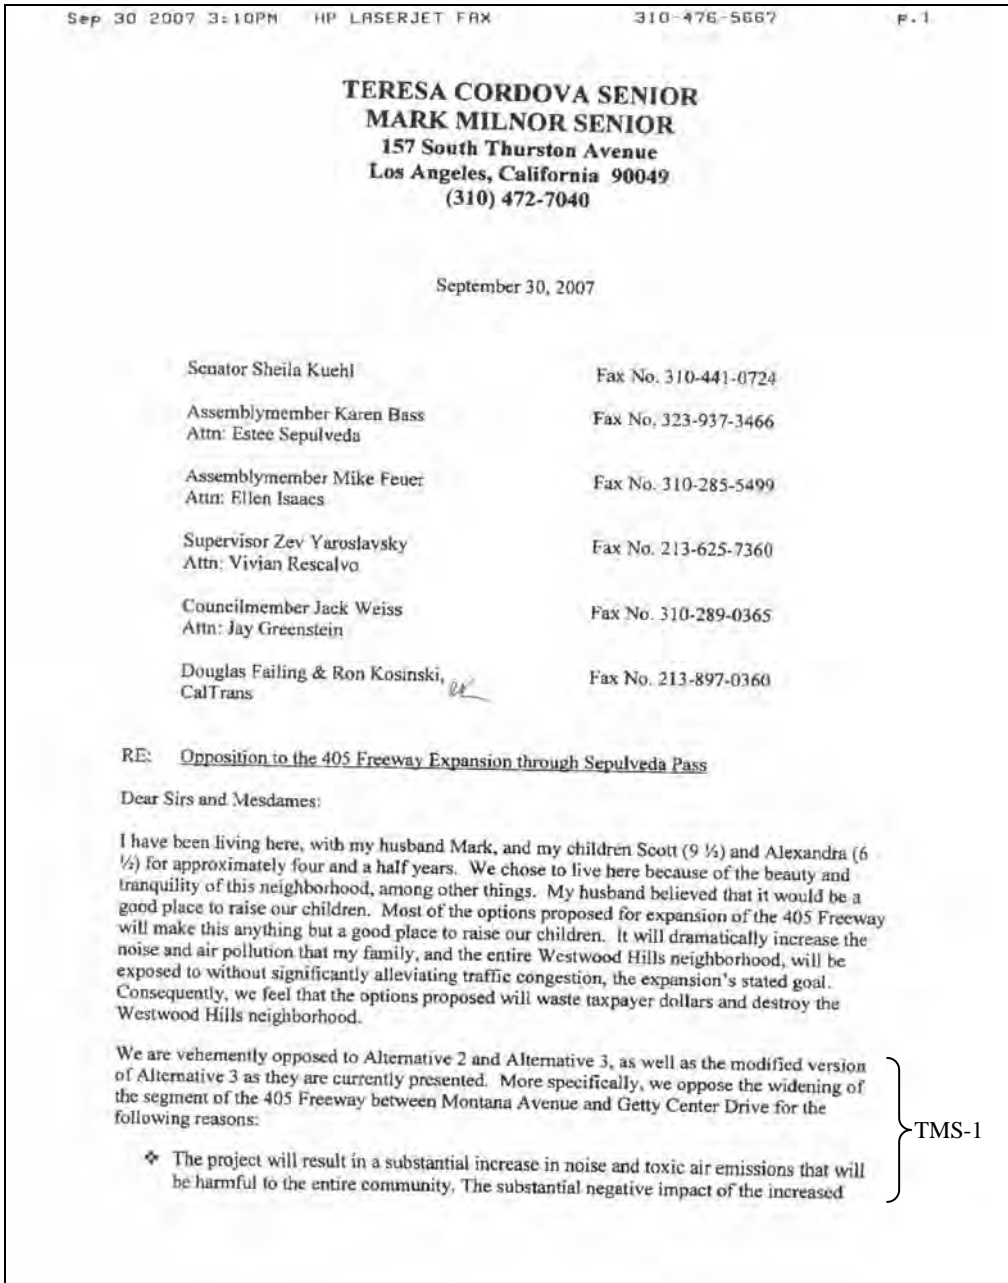 Sep 30 2007 3:10PM HP LASERJET FAX 310-476-5667 p.1
TERESA CORDOVA SENIOR
MARK MILNOR SENIOR
157 South Thurston Avenue
Los Angeles, California 90049
(310) 472-7040
September 30, 2007
Senator Sheila Kuehl Fax No. 310-441-0724
Assemblymember Karen Bass Fax No. 323-937-3466
Attn: Estee Sepulveda
Assemblymember Mike Feuer Fax No. 310-285-5499
Attn: Ellen Isaacs
Supervisor Zev Yaroslavsky Fax No. 213-625-7360
Attn: Vivian Rescalvo
Councilmember Jack Weiss Fax No. 310-289-0365
Attn: Jay Greenstein
Douglas Failing & Ron Kosinski, Fax No. 213-897-0360
CalTrans
RE: Opposition to the 405 Freeway Expansion through Sepulveda Pass
Dear Sirs and Mesdames:
I have been living here, with my husband Mark, and my children Scott (9 ½) and Alexandra (6
½) for approximately four and a half years. We chose to live here because of the beauty and
tranquility of this neighborhood, among other things. My husband believed that it would be a
good place to raise our children. Most of the options proposed for expansion of the 405 Freeway
will make this anything but a good place to raise our children. It will dramatically increase the
noise and air pollution that my family, and the entire Westwood Hills neighborhood, will be
exposed to without significantly alleviating traffic congestion, the expansion's stated goal.
Consequently, we feel that the options proposed will waste taxpayer dollars and destroy the
Westwood Hills neighborhood.
We are vehemently opposed to Alternative 2 and Alternative 3, as well as the modified version
of Alternative 3 as they are currently presented. More specifically, we oppose the widening of
the segment of the 405 Freeway between Montana Avenue and Getty Center Drive for the
following reasons:
TMS-1
❖ The project will result in a substantial increase in noise and toxic air emissions that will
be harmful to the entire community. The substantial negative impact of the increased